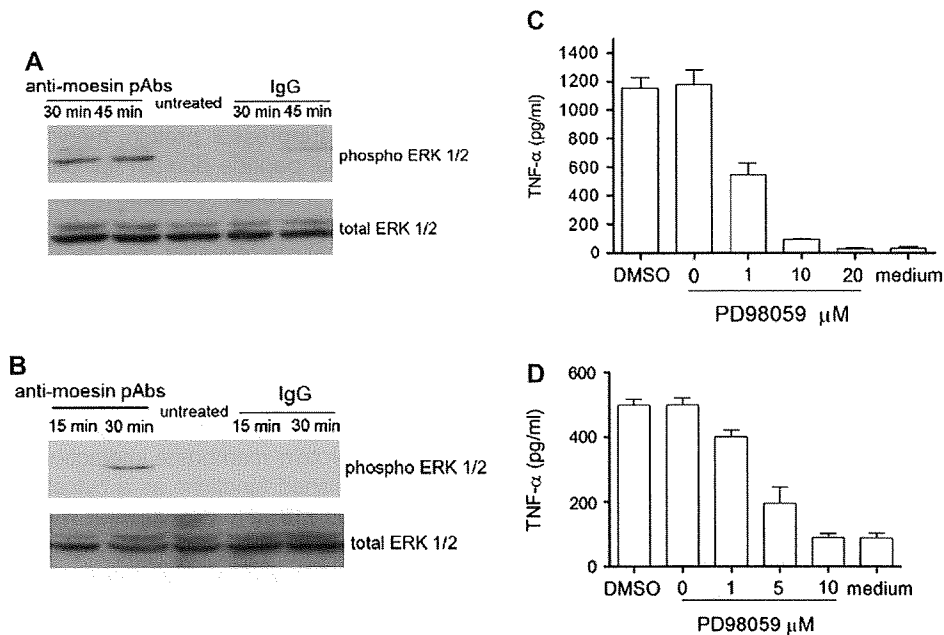 A
anti-moesin pAbs untreated IgG
30 min 45 min 30 min 45 min
phospho ERK 1/2
total ERK 1/2
B
anti-moesin pAbs untreated IgG
15 min 30 min 15 min 30 min
phospho ERK 1/2
total ERK 1/2
C
1400
1200
1000
800
600
400
200
0
TNF-α (pg/ml)
DMSO 0 1 10 20 medium
PD98059 μM
D
600
400
200
0
TNF-α (pg/ml)
DMSO 0 1 5 10 medium
PD98059 μM